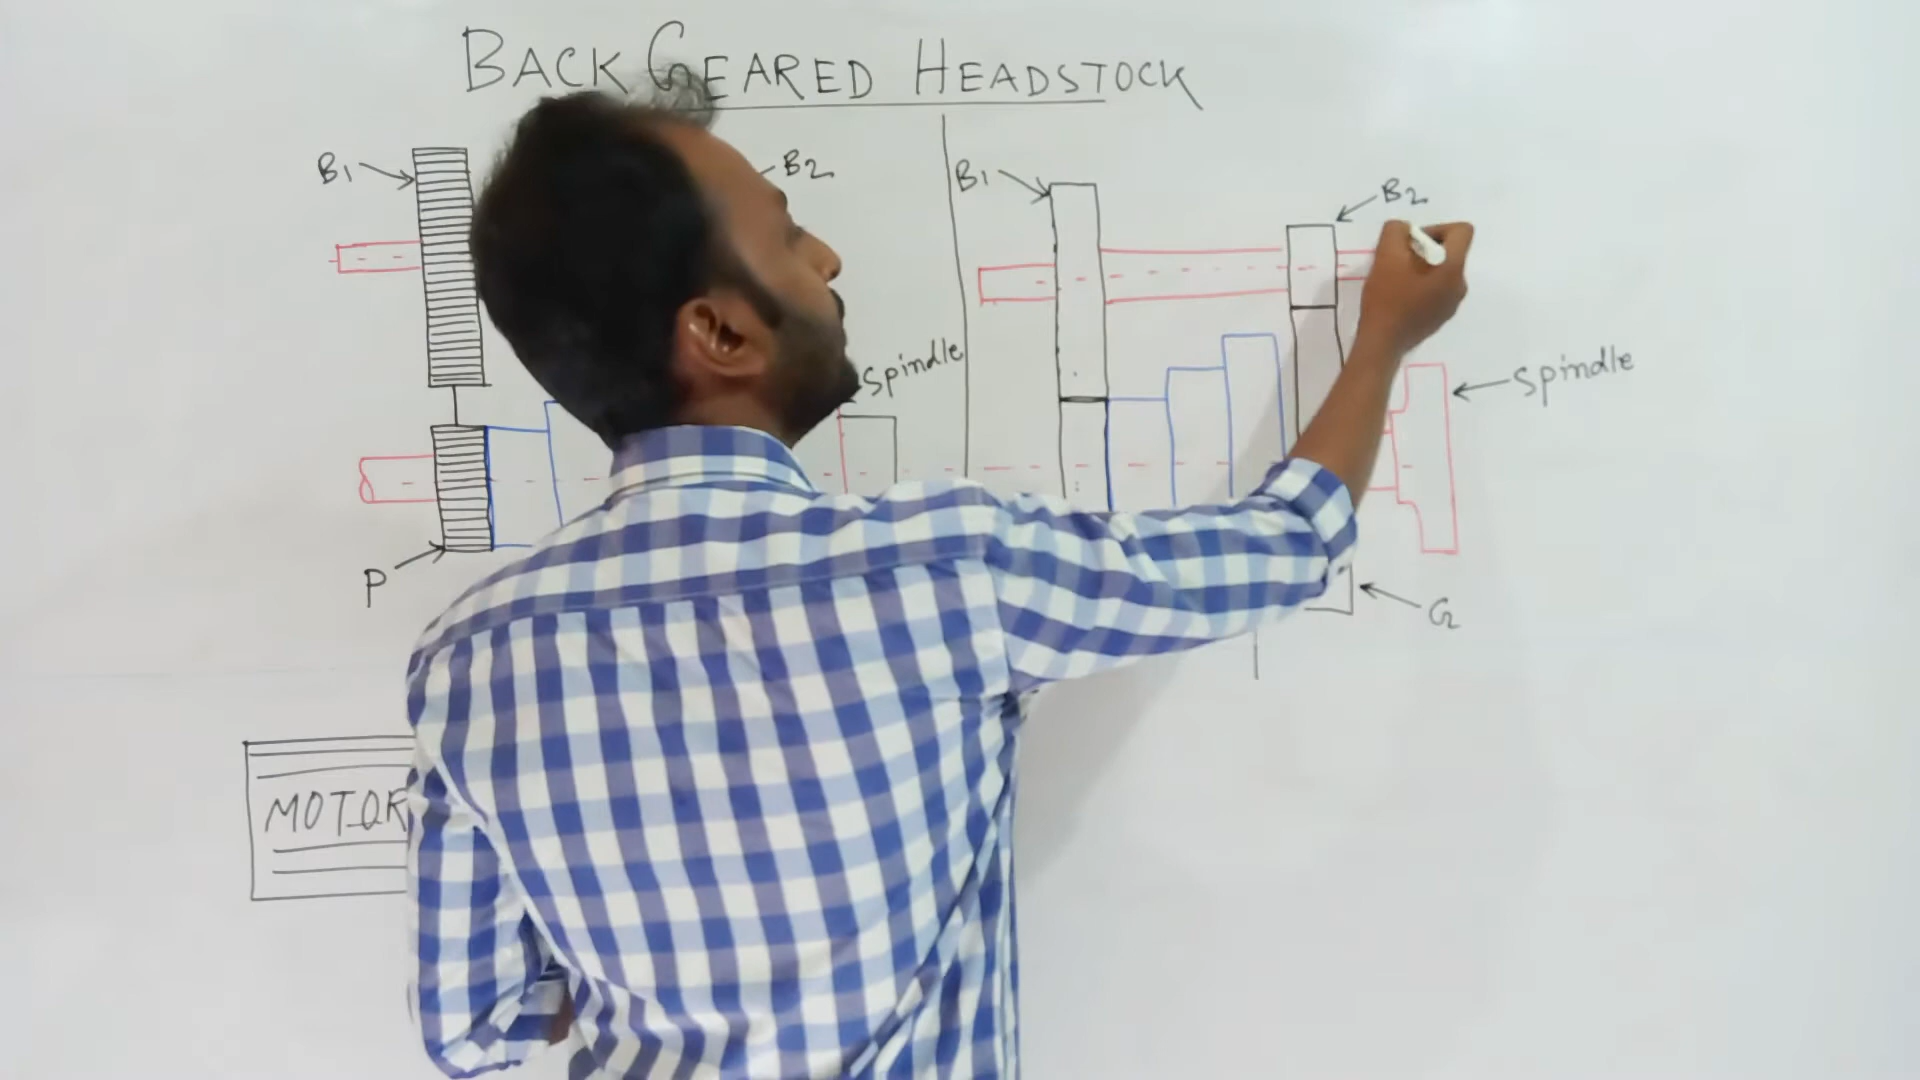 BACK GEARED HEADSTOCK
B1
B2
B1
B2
Spindle
Spindle
P
G2
MOTOR